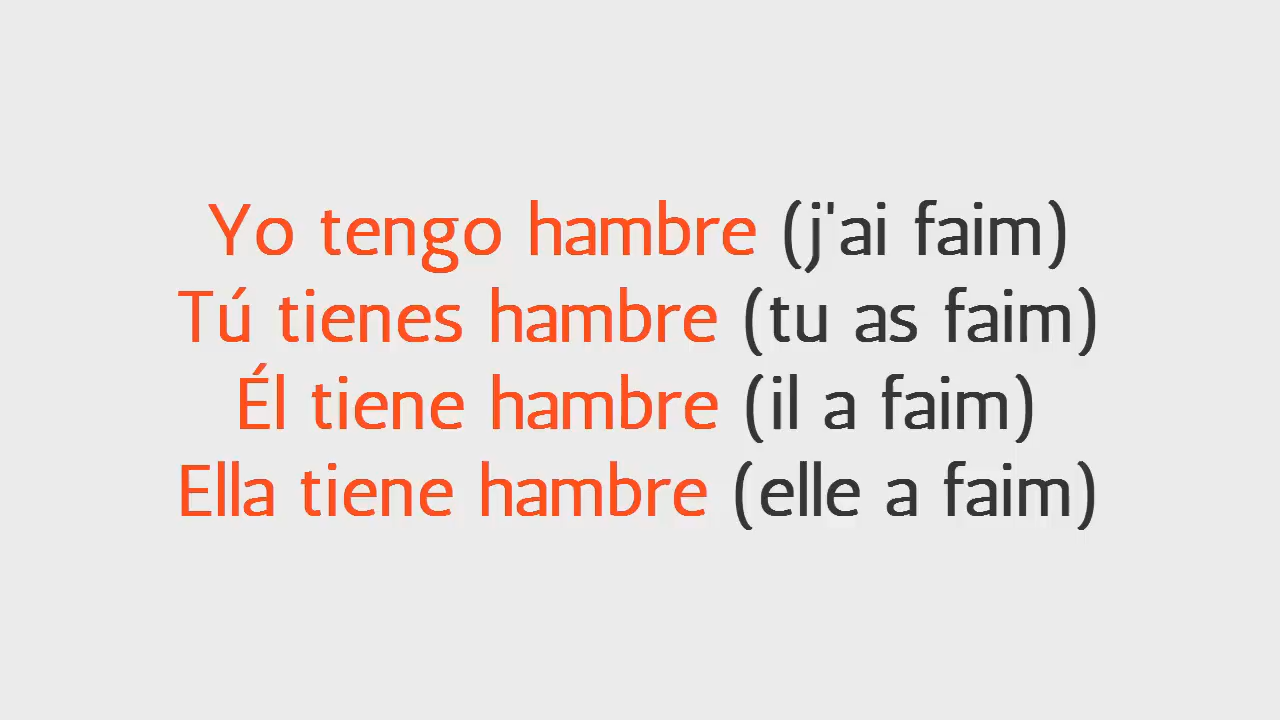 Yo tengo hambre (j'ai faim)
Tú tienes hambre (tu as faim)
Él tiene hambre (il a faim)
Ella tiene hambre (elle a faim)